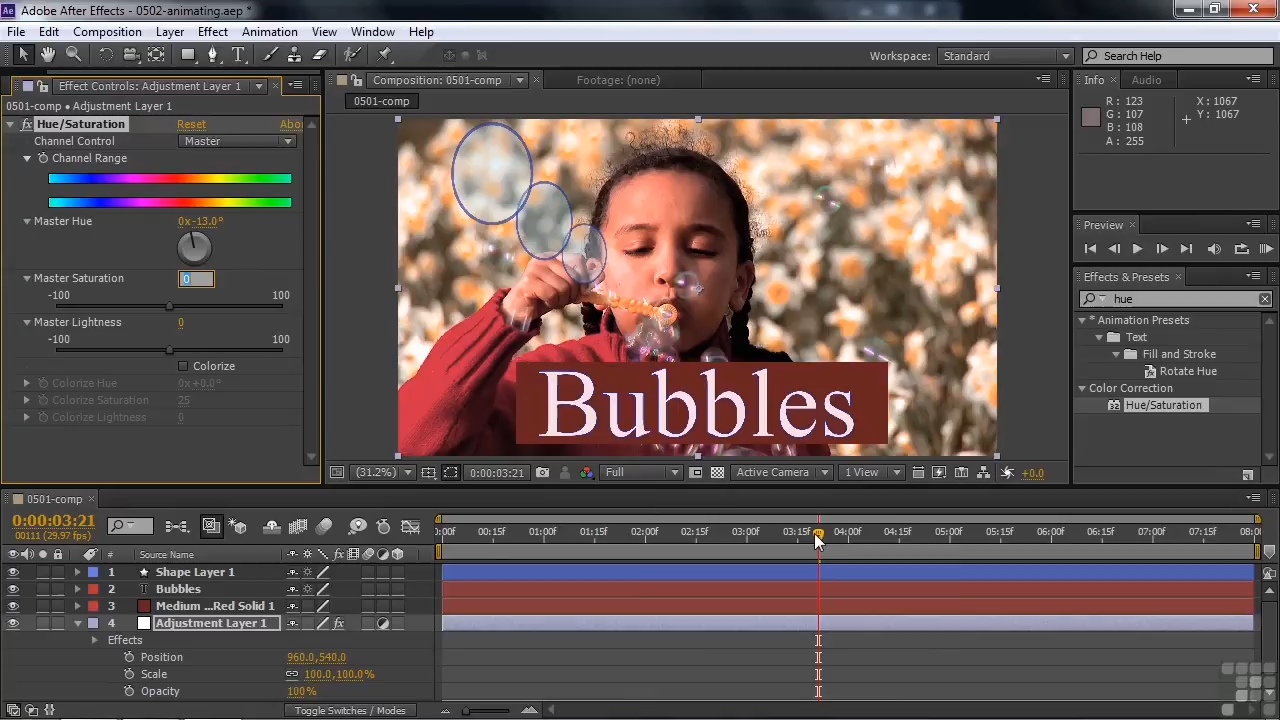 Ae Adobe After Effects - 0502-animating.aep *
File Edit Composition Layer Effect Animation View Window Help
Workspace: Standard Search Help
Effect Controls: Adjustment Layer 1
0501-comp • Adjustment Layer 1
fx Hue/Saturation Reset Abo
Channel Control Master
Channel Range
Master Hue 0x-13.0°
Master Saturation 0
-100 100
Master Lightness 0
-100 100
Colorize
Colorize Hue 0x+0.0°
Colorize Saturation 25
Colorize Lightness 0
Composition: 0501-comp Footage: (none)
0501-comp
Bubbles
(31.2%) 0:00:03:21 Full Active Camera 1 View +0.0
Info Audio
R: 123 X: 1067
G: 107 Y: 1067
B: 108
A: 255
Preview
Effects & Presets
hue
* Animation Presets
Text
Fill and Stroke
Rotate Hue
Color Correction
32 Hue/Saturation
0501-comp
0:00:03:21
00111 (29.97 fps)
:00f 00:15f 01:00f 01:15f 02:00f 02:15f 03:00f 03:15f 04:00f 04:15f 05:00f 05:15f 06:00f 06:15f 07:00f 07:15f 08:00f
# Source Name fx
1 Shape Layer 1
2 T Bubbles
3 Medium ...Red Solid 1
4 Adjustment Layer 1 fx
Effects
Position 960.0,540.0
Scale 100.0,100.0%
Opacity 100%
Toggle Switches / Modes